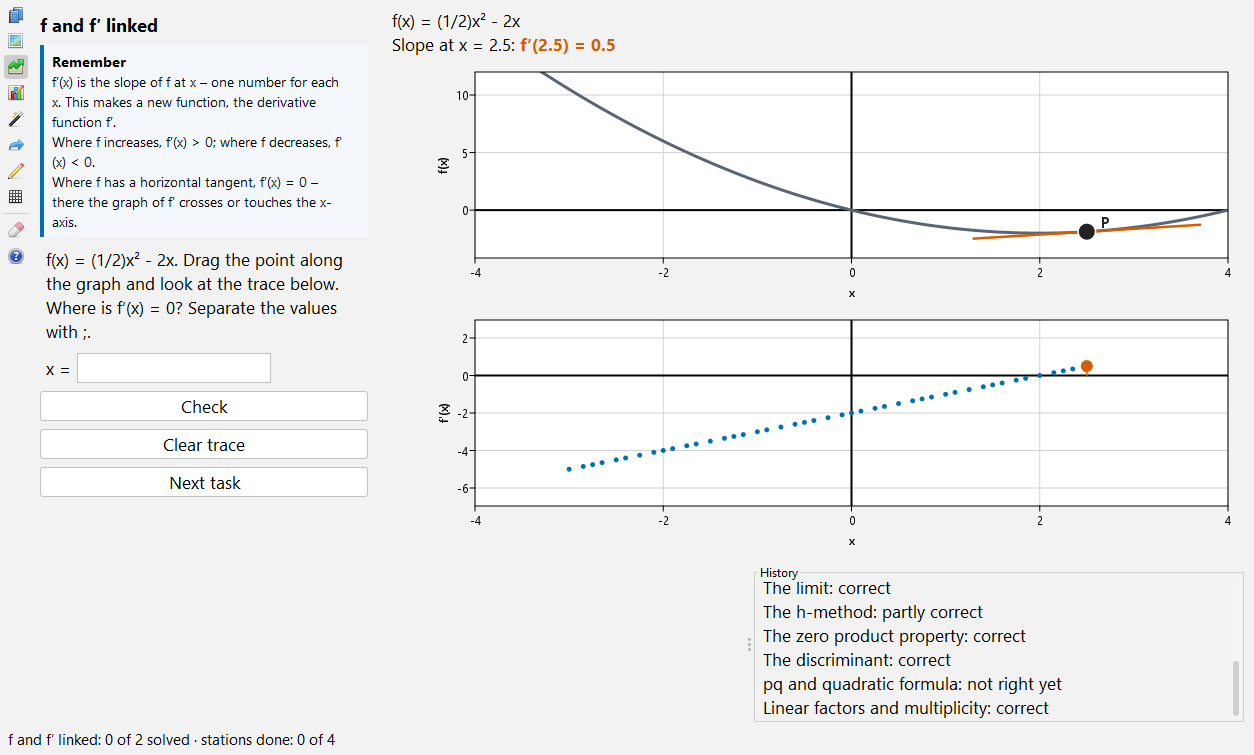 f and f′ linked
Remember
f′(x) is the slope of f at x – one number for each
x. This makes a new function, the derivative
function f′.
Where f increases, f′(x) > 0; where f decreases, f′
(x) < 0.
Where f has a horizontal tangent, f′(x) = 0 –
there the graph of f′ crosses or touches the x-
axis.
f(x) = (1/2)x² - 2x. Drag the point along
the graph and look at the trace below.
Where is f′(x) = 0? Separate the values
with ;.
x =
Check
Clear trace
Next task
f(x) = (1/2)x² - 2x
Slope at x = 2.5: f′(2.5) = 0.5
10
5
0
f(x)
P
-4 -2 0 2 4
x
2
0
-2
-4
-6
f′(x)
-4 -2 0 2 4
x
History
The limit: correct
The h-method: partly correct
The zero product property: correct
The discriminant: correct
pq and quadratic formula: not right yet
Linear factors and multiplicity: correct
f and f′ linked: 0 of 2 solved · stations done: 0 of 4